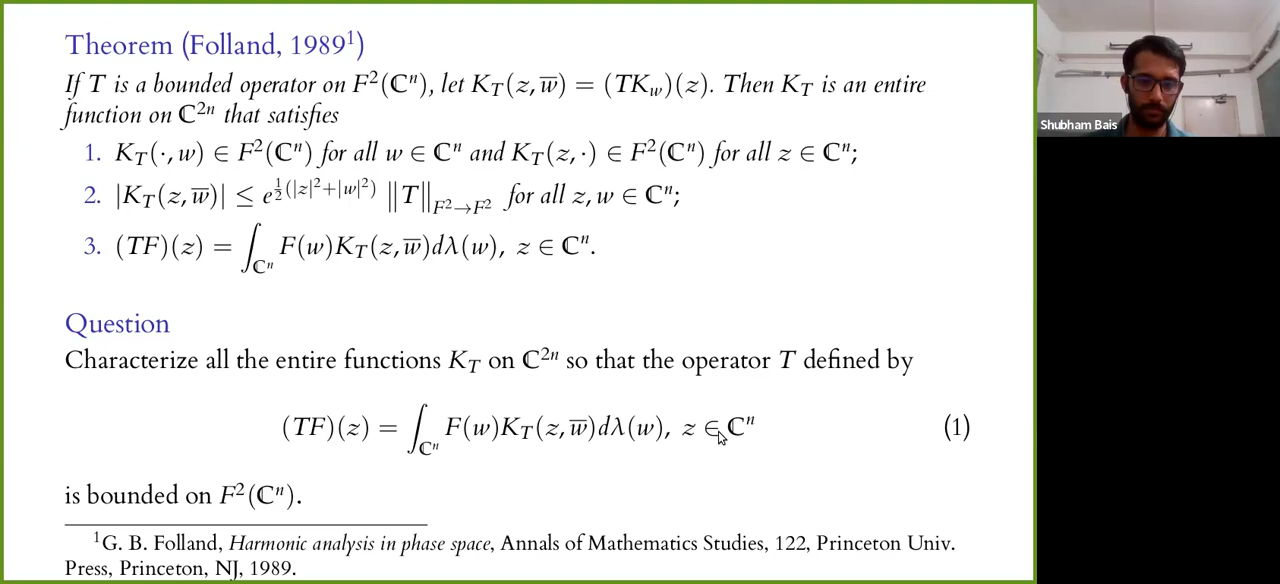 Theorem (Folland, 1989¹)
If T is a bounded operator on F²(ℂⁿ), let K_T(z, w̅) = (TK_w)(z). Then K_T is an entire
function on ℂ²ⁿ that satisfies
1. K_T(·, w) ∈ F²(ℂⁿ) for all w ∈ ℂⁿ and K_T(z, ·) ∈ F²(ℂⁿ) for all z ∈ ℂⁿ;
2. |K_T(z, w̅)| ≤ e^{½(|z|²+|w|²)} ‖T‖_{F²→F²} for all z, w ∈ ℂⁿ;
3. (TF)(z) = ∫_{ℂⁿ} F(w)K_T(z, w̅)dλ(w), z ∈ ℂⁿ.
Question
Characterize all the entire functions K_T on ℂ²ⁿ so that the operator T defined by
(TF)(z) = ∫_{ℂⁿ} F(w)K_T(z, w̅)dλ(w), z ∈ ℂⁿ (1)
is bounded on F²(ℂⁿ).
¹G. B. Folland, Harmonic analysis in phase space, Annals of Mathematics Studies, 122, Princeton Univ.
Press, Princeton, NJ, 1989.
Shubham Bais